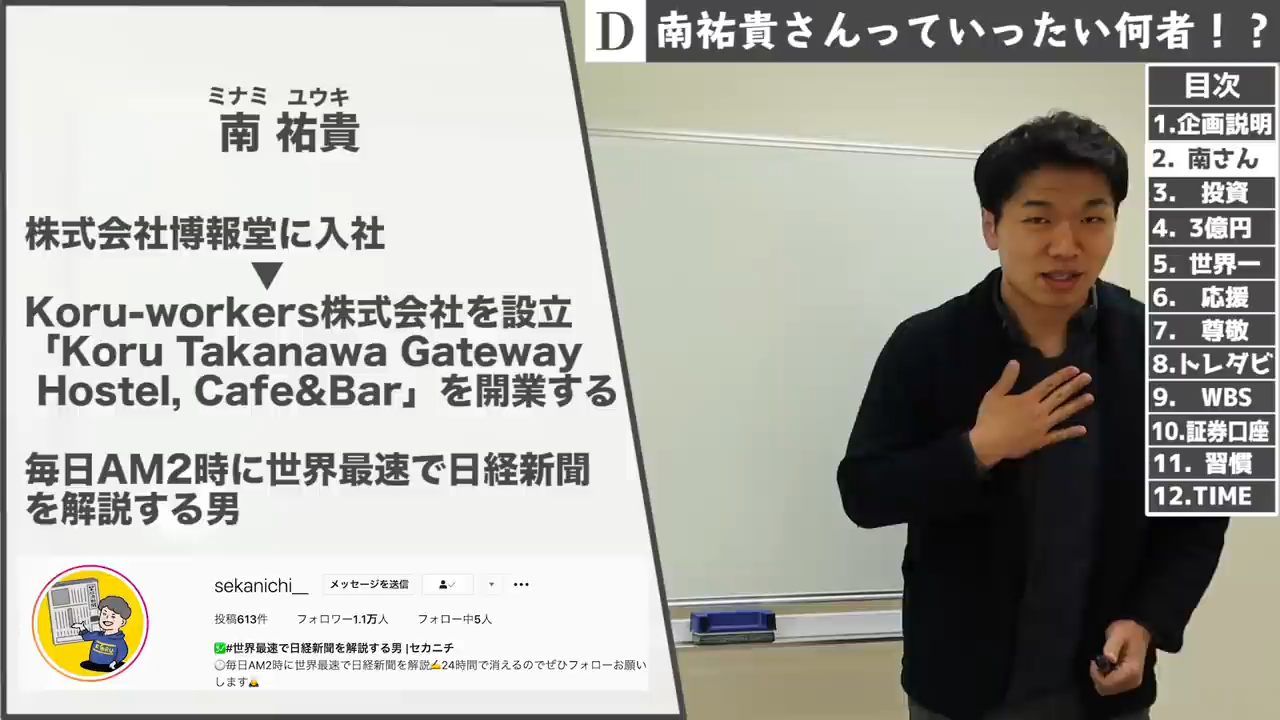 D 南祐貴さんっていったい何者！？
ミナミ ユウキ
南 祐貴
株式会社博報堂に入社
▼
Koru-workers株式会社を設立
「Koru Takanawa Gateway
Hostel, Cafe&Bar」を開業する
毎日AM2時に世界最速で日経新聞
を解説する男
sekanichi__ メッセージを送信
投稿613件 フォロワー1.1万人 フォロー中5人
✅#世界最速で日経新聞を解説する男 |セカニチ
毎日AM2時に世界最速で日経新聞を解説✍24時間で消えるのでぜひフォローお願い
します🙇
目次
1.企画説明
2. 南さん
3. 投資
4. 3億円
5. 世界一
6. 応援
7. 尊敬
8.トレダビ
9. WBS
10.証券口座
11. 習慣
12.TIME